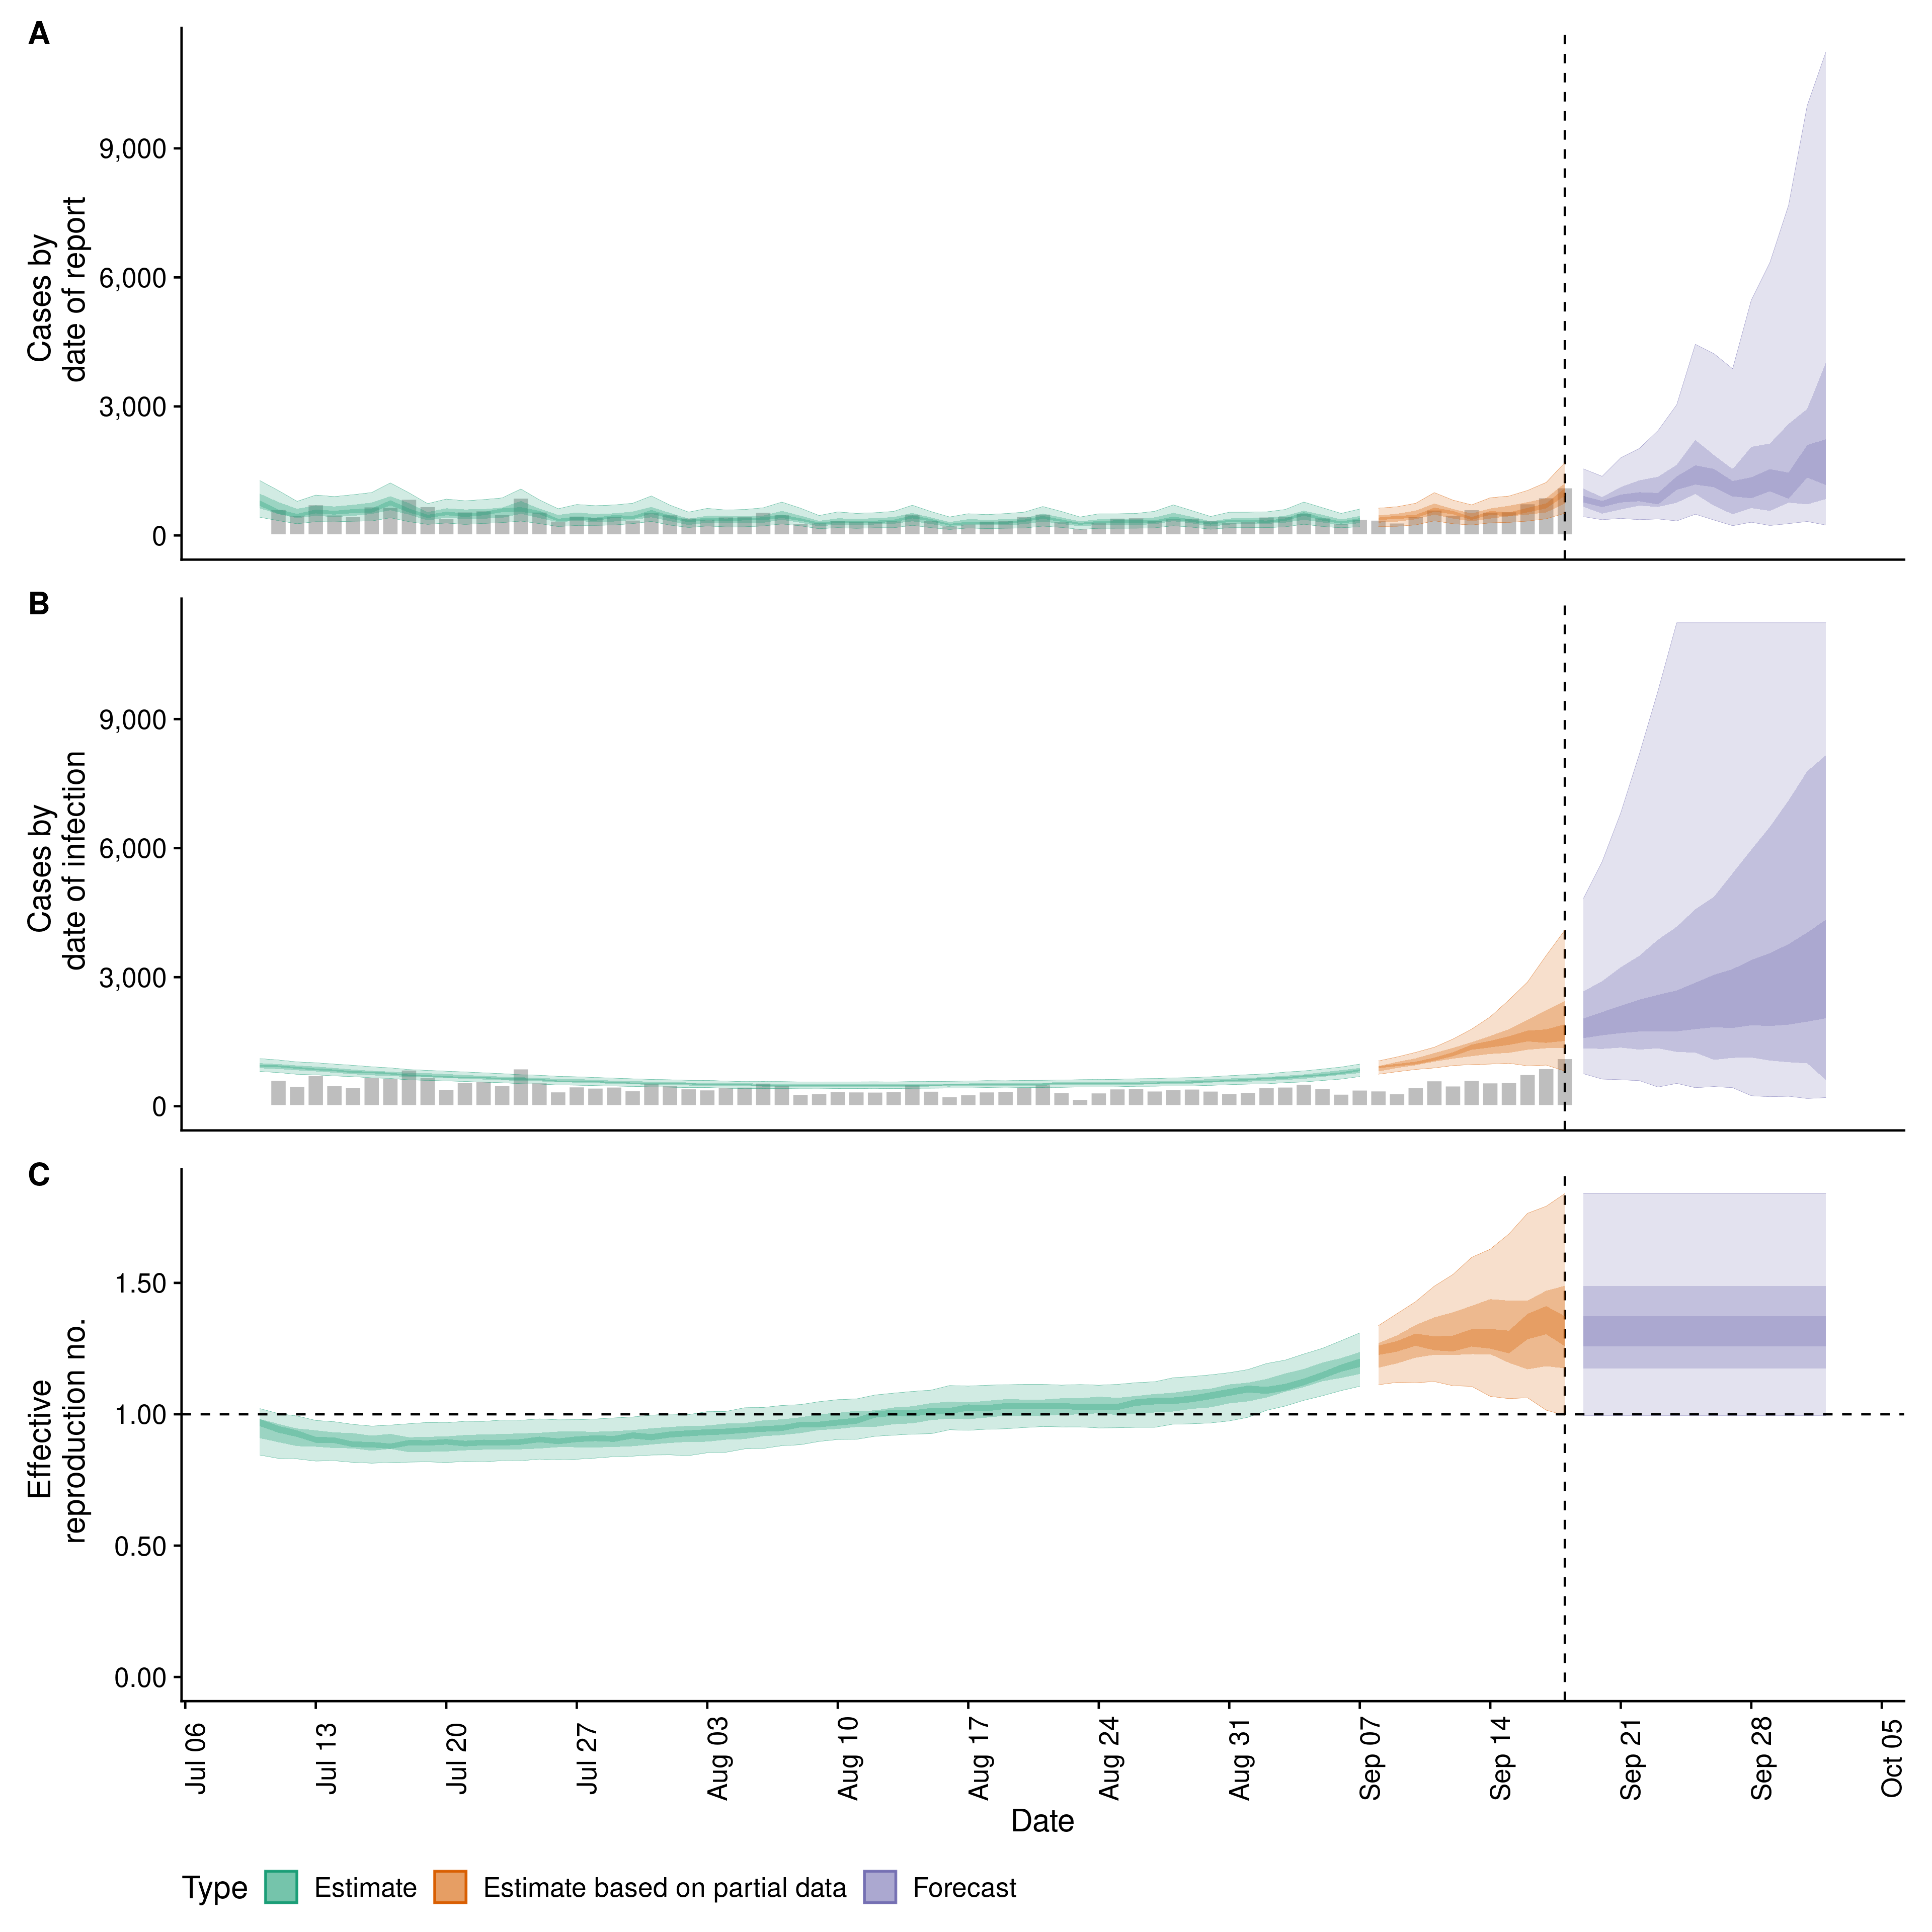 A
9,000
6,000
3,000
0
Cases by
date of report
B
9,000
6,000
3,000
0
Cases by
date of infection
C
1.50
1.00
0.50
0.00
Effective
reproduction no.
Jul 06
Jul 13
Jul 20
Jul 27
Aug 03
Aug 10
Aug 17
Aug 24
Aug 31
Sep 07
Sep 14
Sep 21
Sep 28
Oct 05
Date
Type Estimate Estimate based on partial data Forecast